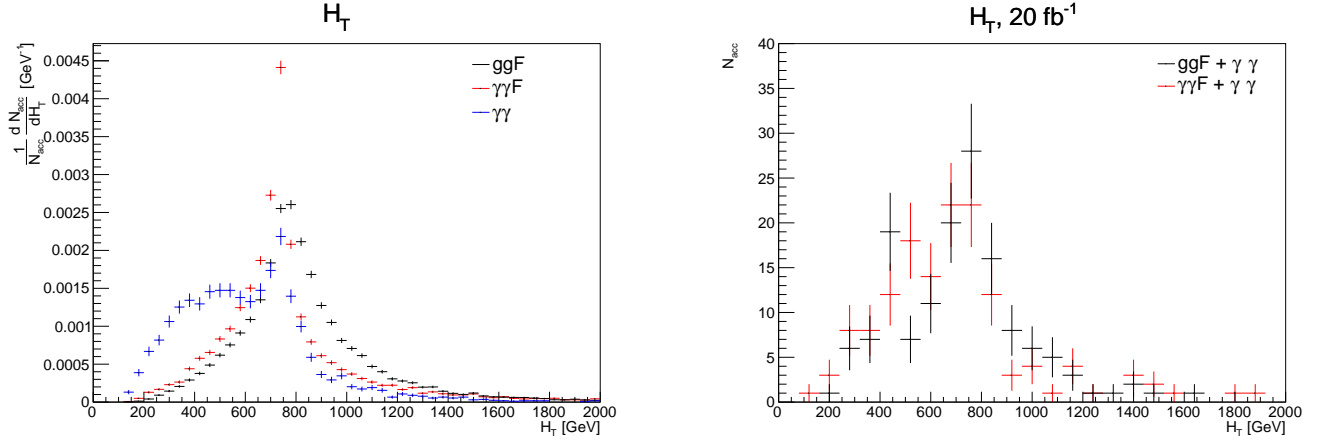 H_T
1/N_acc d N_acc/dH_T [GeV⁻¹]
0.0045
0.004
0.0035
0.003
0.0025
0.002
0.0015
0.001
0.0005
0
ggF
γγF
γγ
0 200 400 600 800 1000 1200 1400 1600 1800 2000
H_T [GeV]
H_T, 20 fb⁻¹
N_acc
40
35
30
25
20
15
10
5
0
ggF + γ γ
γγF + γ γ
0 200 400 600 800 1000 1200 1400 1600 1800 2000
H_T [GeV]